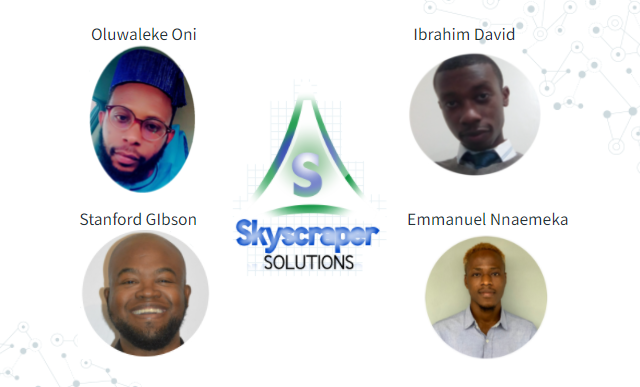 Oluwaleke Oni
Ibrahim David
S
Skyscraper
SOLUTIONS
Stanford GIbson
Emmanuel Nnaemeka